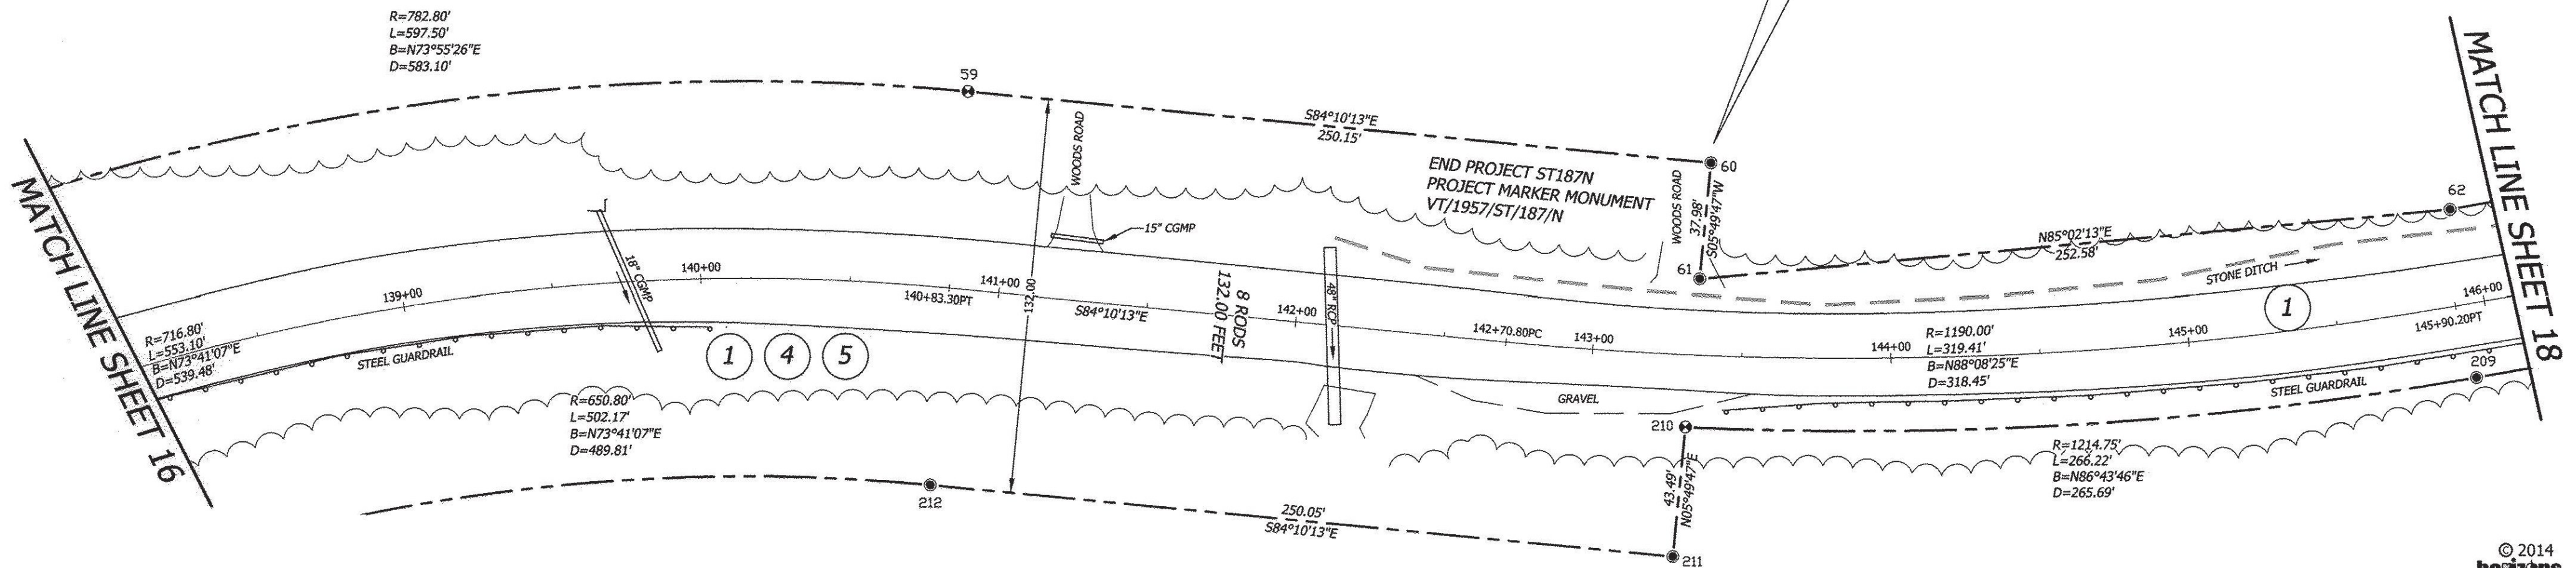 R=782.80'
L=597.50'
B=N73°55'26"E
D=583.10'
59
WOODS ROAD
S84°10'13"E
250.15'
60
END PROJECT ST187N
PROJECT MARKER MONUMENT
VT/1957/ST/187/N
WOODS ROAD
37.98'
S05°49'47"W
61
62
N85°02'13"E
252.58'
STONE DITCH
MATCH LINE SHEET 18
MATCH LINE SHEET 16
15" CGMP
18" CGMP
139+00
140+00
140+83.30PT
141+00
132.00
S84°10'13"E
8 RODS
132.00 FEET
142+00
48" RCP
142+70.80PC
143+00
144+00
145+00
145+90.20PT
146+00
1
R=716.80'
L=553.10'
B=N73°41'07"E
D=539.48'
STEEL GUARDRAIL
1 4 5
R=1190.00'
L=319.41'
B=N88°08'25"E
D=318.45'
209
STEEL GUARDRAIL
GRAVEL
R=650.80'
L=502.17'
B=N73°41'07"E
D=489.81'
210
43.49'
N05°49'47"E
R=1214.75'
L=266.22'
B=N86°43'46"E
D=265.69'
212
250.05'
S84°10'13"E
211
© 2014
horizons